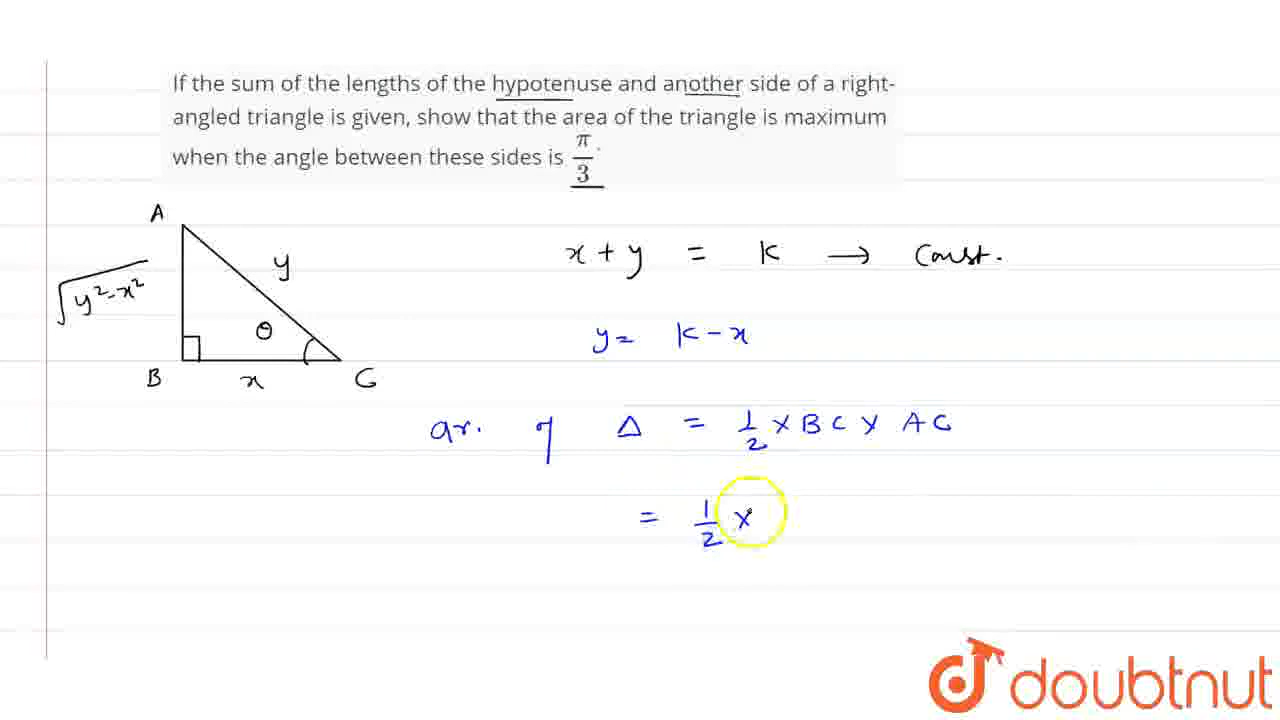 If the sum of the lengths of the hypotenuse and another side of a right-
angled triangle is given, show that the area of the triangle is maximum
when the angle between these sides is π/3.
A
y
x + y = k → Const.
√y²-x²
θ
y = k - x
B x C
ar. of Δ = 1/2 × BC × AC
= 1/2 ×
doubtnut